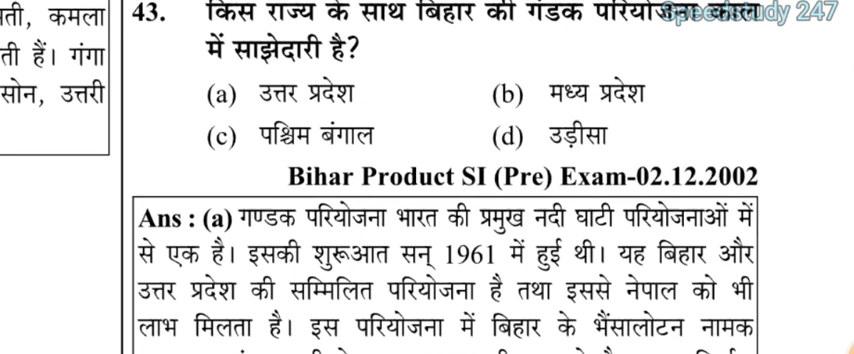 ती, कमला
ती हैं। गंगा
सोन, उत्तरी
43. किस राज्य के साथ बिहार की गंडक परियोजना
Speedstudy 247
में साझेदारी है?
(a) उत्तर प्रदेश (b) मध्य प्रदेश
(c) पश्चिम बंगाल (d) उड़ीसा
Bihar Product SI (Pre) Exam-02.12.2002
Ans : (a) गण्डक परियोजना भारत की प्रमुख नदी घाटी परियोजनाओं में
से एक है। इसकी शुरूआत सन् 1961 में हुई थी। यह बिहार और
उत्तर प्रदेश की सम्मिलित परियोजना है तथा इससे नेपाल को भी
लाभ मिलता है। इस परियोजना में बिहार के भैंसालोटन नामक